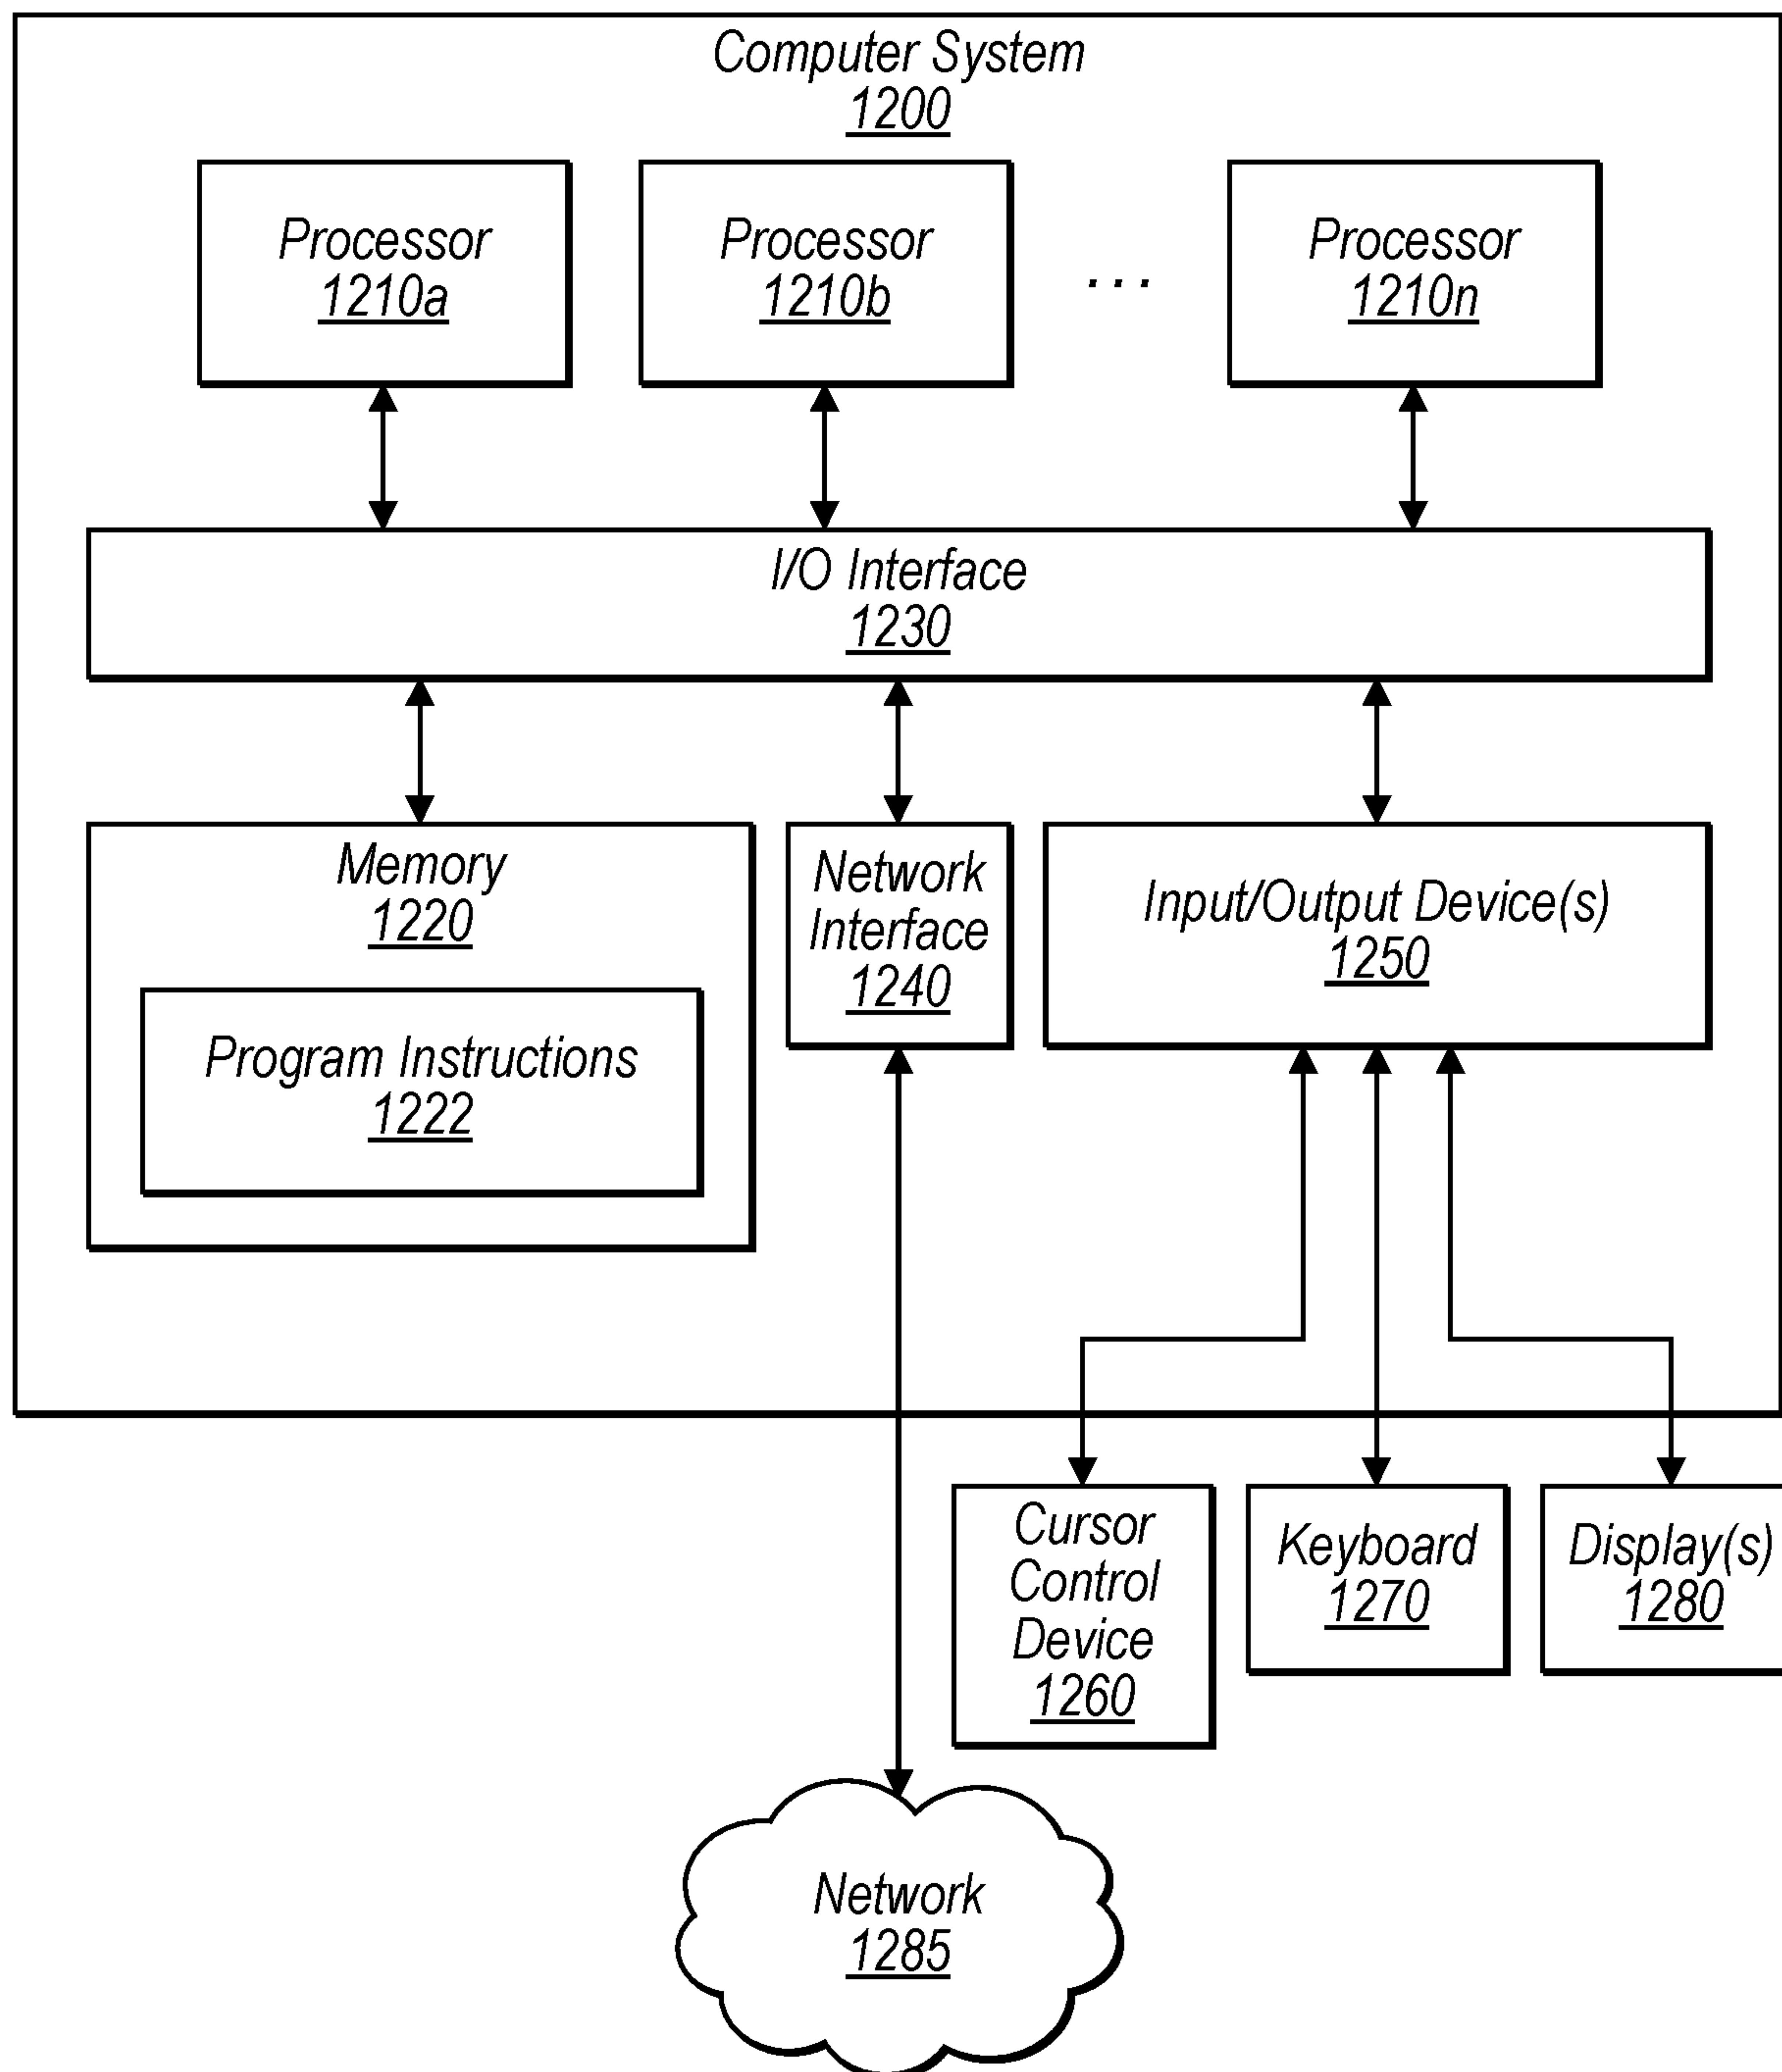 Computer System
1200
Processor
1210a
Processor
1210b
...
Processor
1210n
I/O Interface
1230
Memory
1220
Program Instructions
1222
Network
Interface
1240
Input/Output Device(s)
1250
Cursor
Control
Device
1260
Keyboard
1270
Display(s)
1280
Network
1285